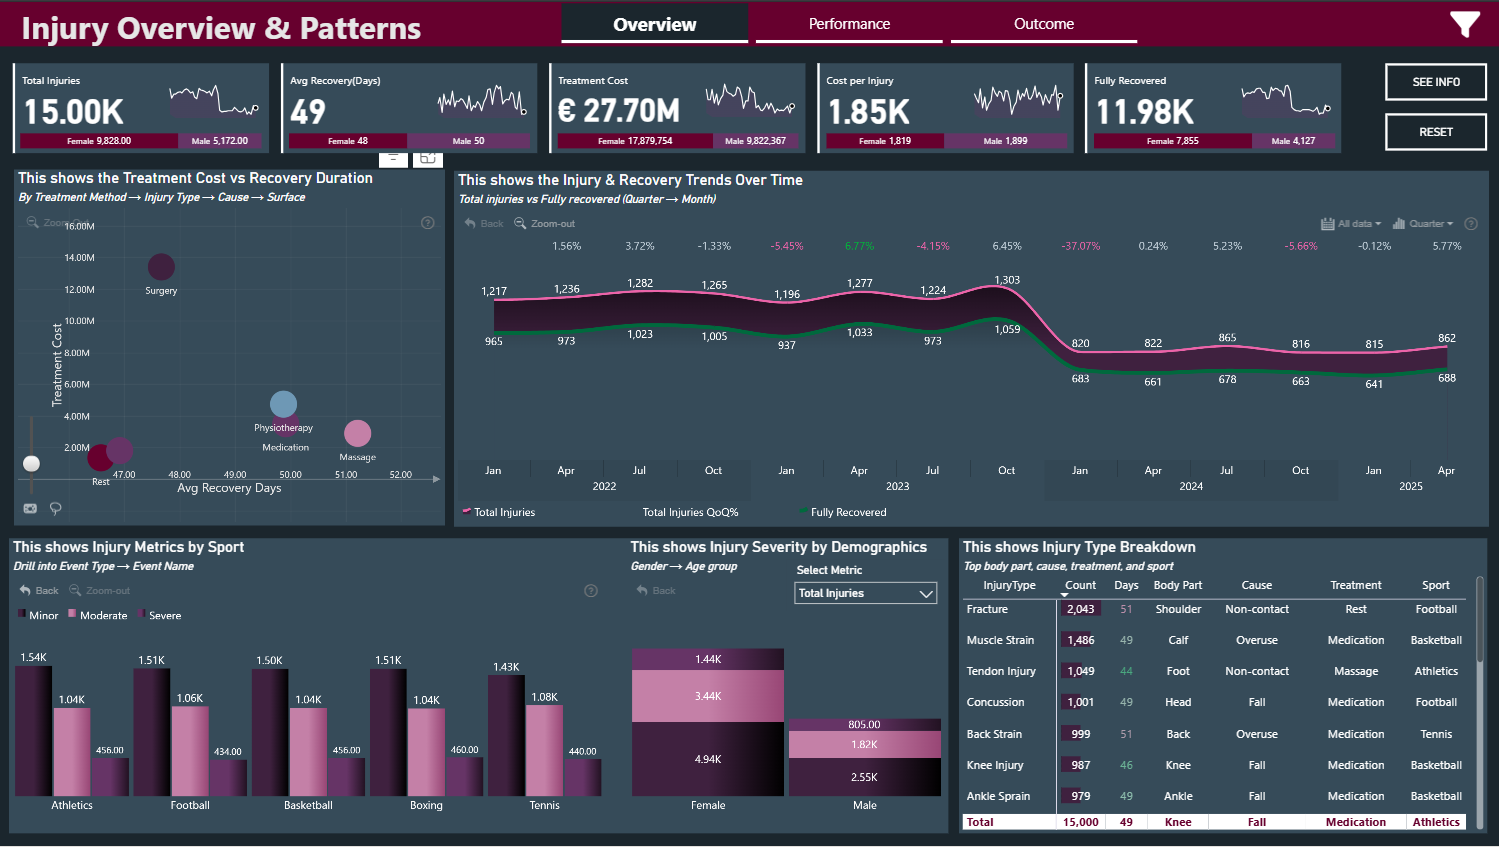 Injury Overview & Patterns
Overview
Performance
Outcome
Total Injuries
15.00K
Female 9,828.00
Male 5,172.00
Avg Recovery(Days)
49
Female 48
Male 50
Treatment Cost
€ 27.70M
Female 17,879,754
Male 9,822,367
Cost per Injury
1.85K
Female 1,819
Male 1,899
Fully Recovered
11.98K
Female 7,855
Male 4,127
SEE INFO
RESET
This shows the Treatment Cost vs Recovery Duration
By Treatment Method → Injury Type → Cause → Surface
Zoom-Out
16.00M
14.00M
12.00M
10.00M
8.00M
6.00M
4.00M
2.00M
Treatment Cost
Surgery
Physiotherapy
Medication
Massage
Rest
47.00 48.00 49.00 50.00 51.00 52.00
Avg Recovery Days
This shows the Injury & Recovery Trends Over Time
Total injuries vs Fully recovered (Quarter → Month)
Back Zoom-out All data Quarter
1.56% 3.72% -1.33% -5.45% 6.77% -4.15% 6.45% -37.07% 0.24% 5.23% -5.66% -0.12% 5.77%
1,217 1,236 1,282 1,265 1,196 1,277 1,224 1,303 820 822 865 816 815 862
965 973 1,023 1,005 937 1,033 973 1,059 683 661 678 663 641 688
Jan Apr Jul Oct Jan Apr Jul Oct Jan Apr Jul Oct Jan Apr
2022 2023 2024 2025
Total Injuries Total Injuries QoQ% Fully Recovered
This shows Injury Metrics by Sport
Drill into Event Type → Event Name
Back Zoom-out
Minor Moderate Severe
1.54K 1.04K 456.00
1.51K 1.06K 434.00
1.50K 1.04K 456.00
1.51K 1.04K 460.00
1.43K 1.08K 440.00
Athletics Football Basketball Boxing Tennis
This shows Injury Severity by Demographics
Gender → Age group
Select Metric
Back
Total Injuries
1.44K
3.44K
4.94K
805.00
1.82K
2.55K
Female Male
This shows Injury Type Breakdown
Top body part, cause, treatment, and sport
InjuryType Count Days Body Part Cause Treatment Sport
Fracture 2,043 51 Shoulder Non-contact Rest Football
Muscle Strain 1,486 49 Calf Overuse Medication Basketball
Tendon Injury 1,049 44 Foot Non-contact Massage Athletics
Concussion 1,001 49 Head Fall Medication Football
Back Strain 999 51 Back Overuse Medication Tennis
Knee Injury 987 46 Knee Fall Medication Basketball
Ankle Sprain 979 49 Ankle Fall Medication Basketball
Total 15,000 49 Knee Fall Medication Athletics